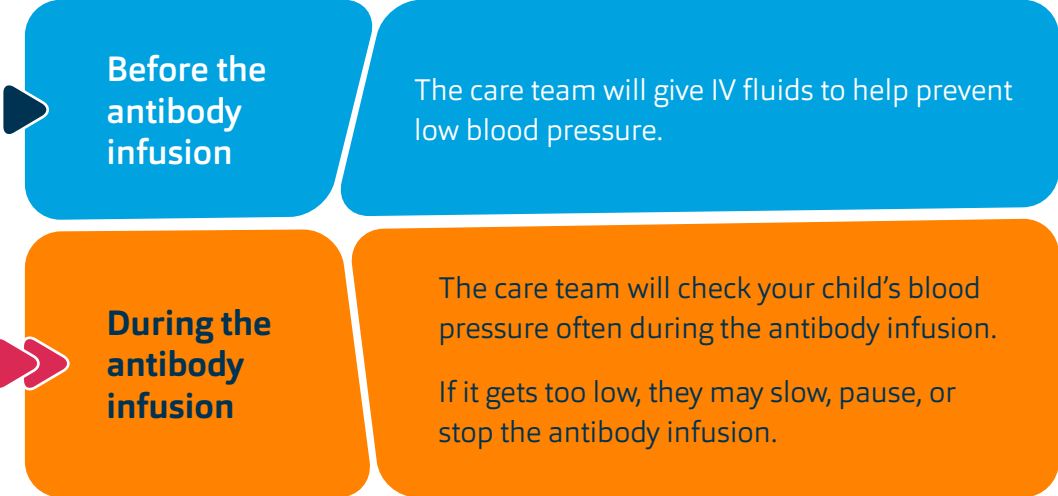 Before the
antibody
infusion
The care team will give IV fluids to help prevent
low blood pressure.
During the
antibody
infusion
The care team will check your child’s blood
pressure often during the antibody infusion.
If it gets too low, they may slow, pause, or
stop the antibody infusion.